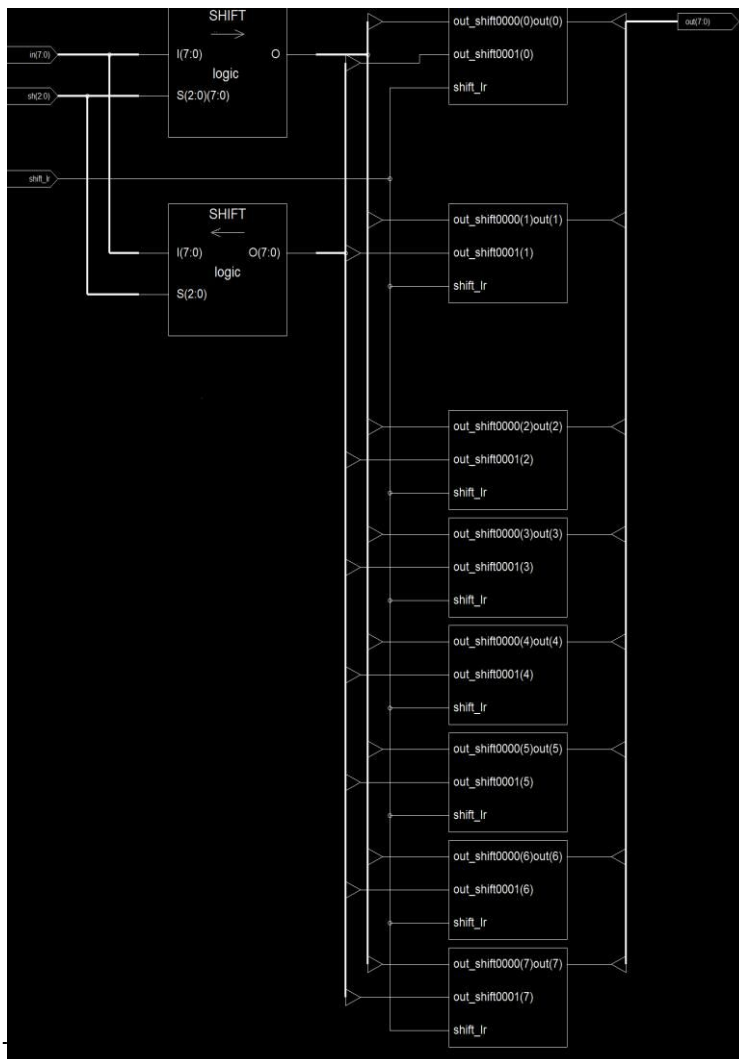 in(7:0)
sh(2:0)
shift_lr
SHIFT
I(7:0) O
logic
S(2:0)(7:0)
SHIFT
I(7:0) O(7:0)
logic
S(2:0)
out_shift0000(0)out(0)
out_shift0001(0)
shift_lr
out_shift0000(1)out(1)
out_shift0001(1)
shift_lr
out_shift0000(2)out(2)
out_shift0001(2)
shift_lr
out_shift0000(3)out(3)
out_shift0001(3)
shift_lr
out_shift0000(4)out(4)
out_shift0001(4)
shift_lr
out_shift0000(5)out(5)
out_shift0001(5)
shift_lr
out_shift0000(6)out(6)
out_shift0001(6)
shift_lr
out_shift0000(7)out(7)
out_shift0001(7)
shift_lr
out(7:0)